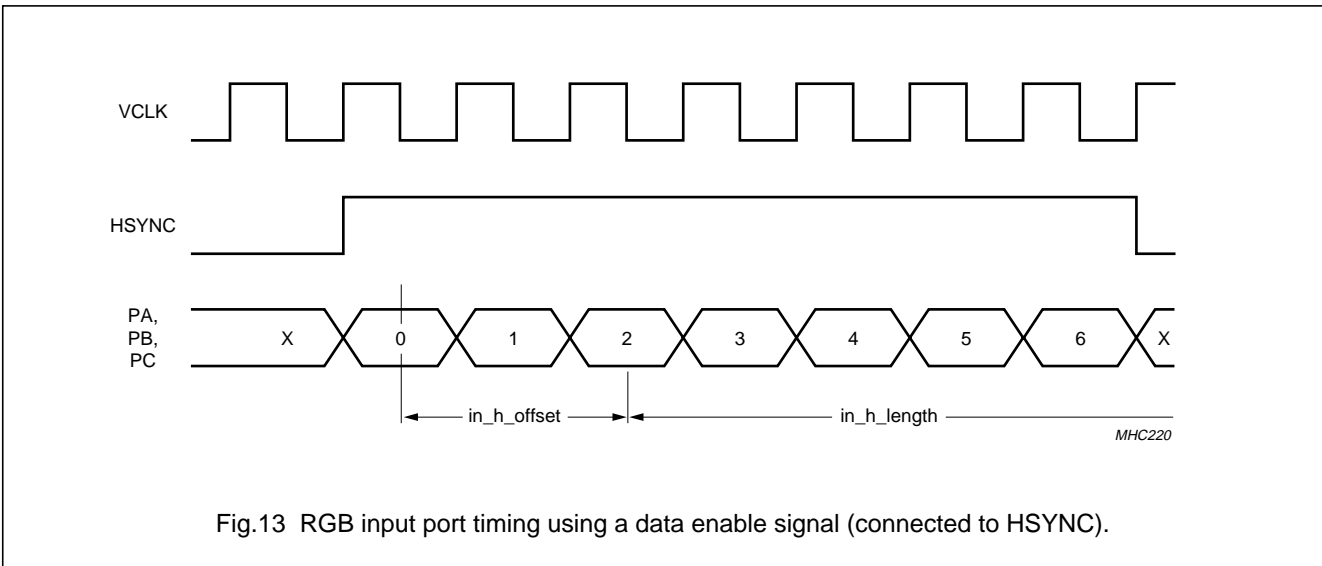 VCLK
HSYNC
PA,
PB,
PC
X 0 1 2 3 4 5 6 X
in_h_offset in_h_length
MHC220
Fig.13 RGB input port timing using a data enable signal (connected to HSYNC).